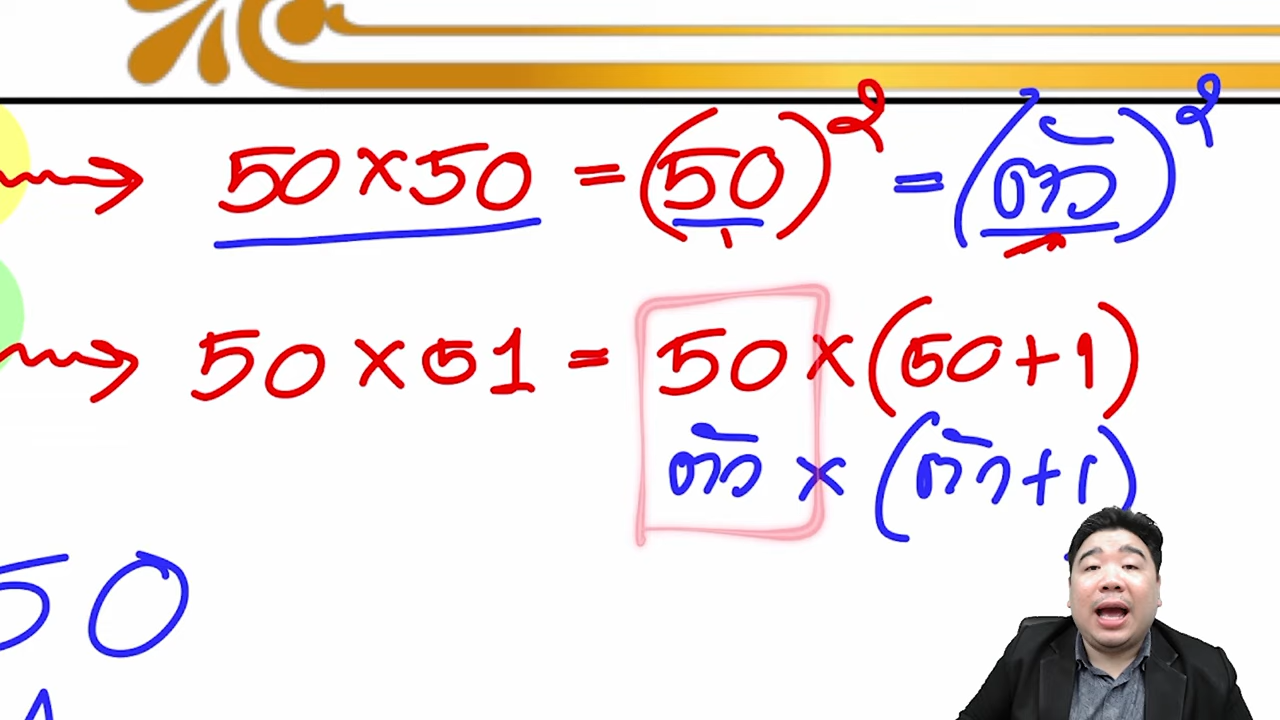 50×50 = (50)² = (ตัว)²
50×51 = 50×(50+1)
ตัว×(ตัว+1)
50